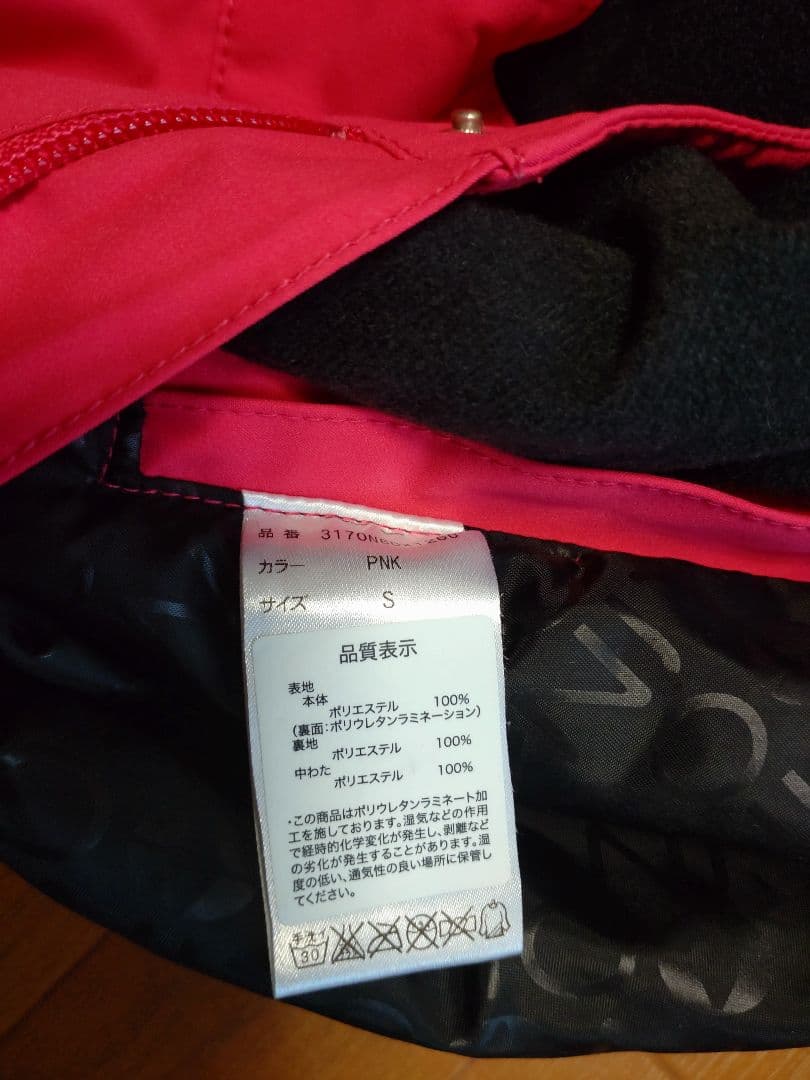 品番
カラー PNK
サイズ S
品質表示
表地
本体
ポリエステル 100%
(裏面:ポリウレタンラミネーション)
裏地
ポリエステル 100%
中わた
ポリエステル 100%
・この商品はポリウレタンラミネート加
工を施しております。湿気などの作用
で経時的化学変化が発生し、剥離など
の劣化が発生することがあります。湿
度の低い、通気性の良い場所に保管し
てください。
手洗イ
30